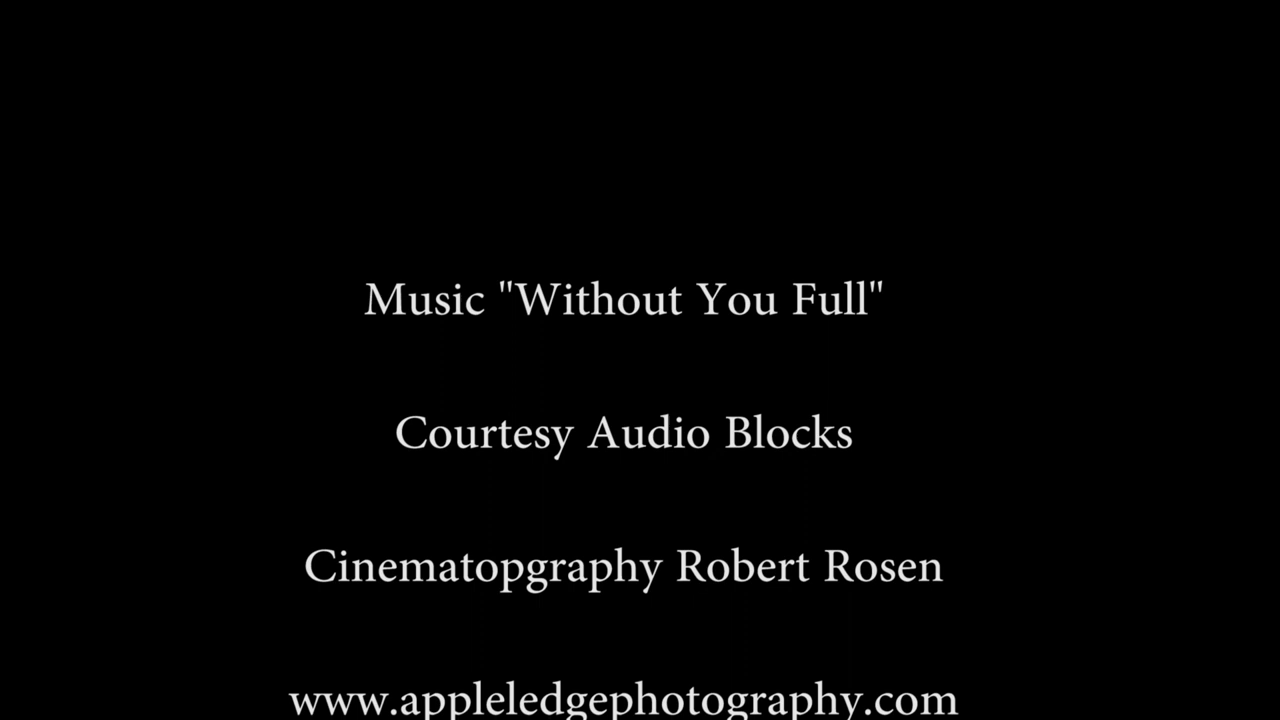 Music "Without You Full"
Courtesy Audio Blocks
Cinematopgraphy Robert Rosen
www.appleledgephotography.com